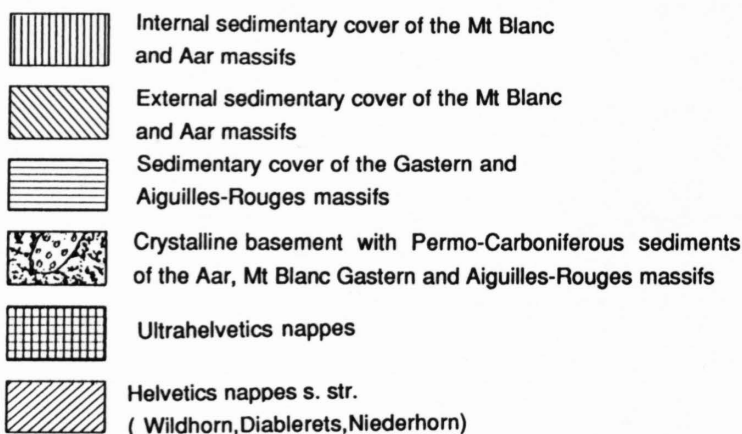 Internal sedimentary cover of the Mt Blanc
and Aar massifs
External sedimentary cover of the Mt Blanc
and Aar massifs
Sedimentary cover of the Gastern and
Aiguilles-Rouges massifs
Crystalline basement with Permo-Carboniferous sediments
of the Aar, Mt Blanc Gastern and Aiguilles-Rouges massifs
Ultrahelvetics nappes
Helvetics nappes s. str.
( Wildhorn,Diablerets,Niederhorn)